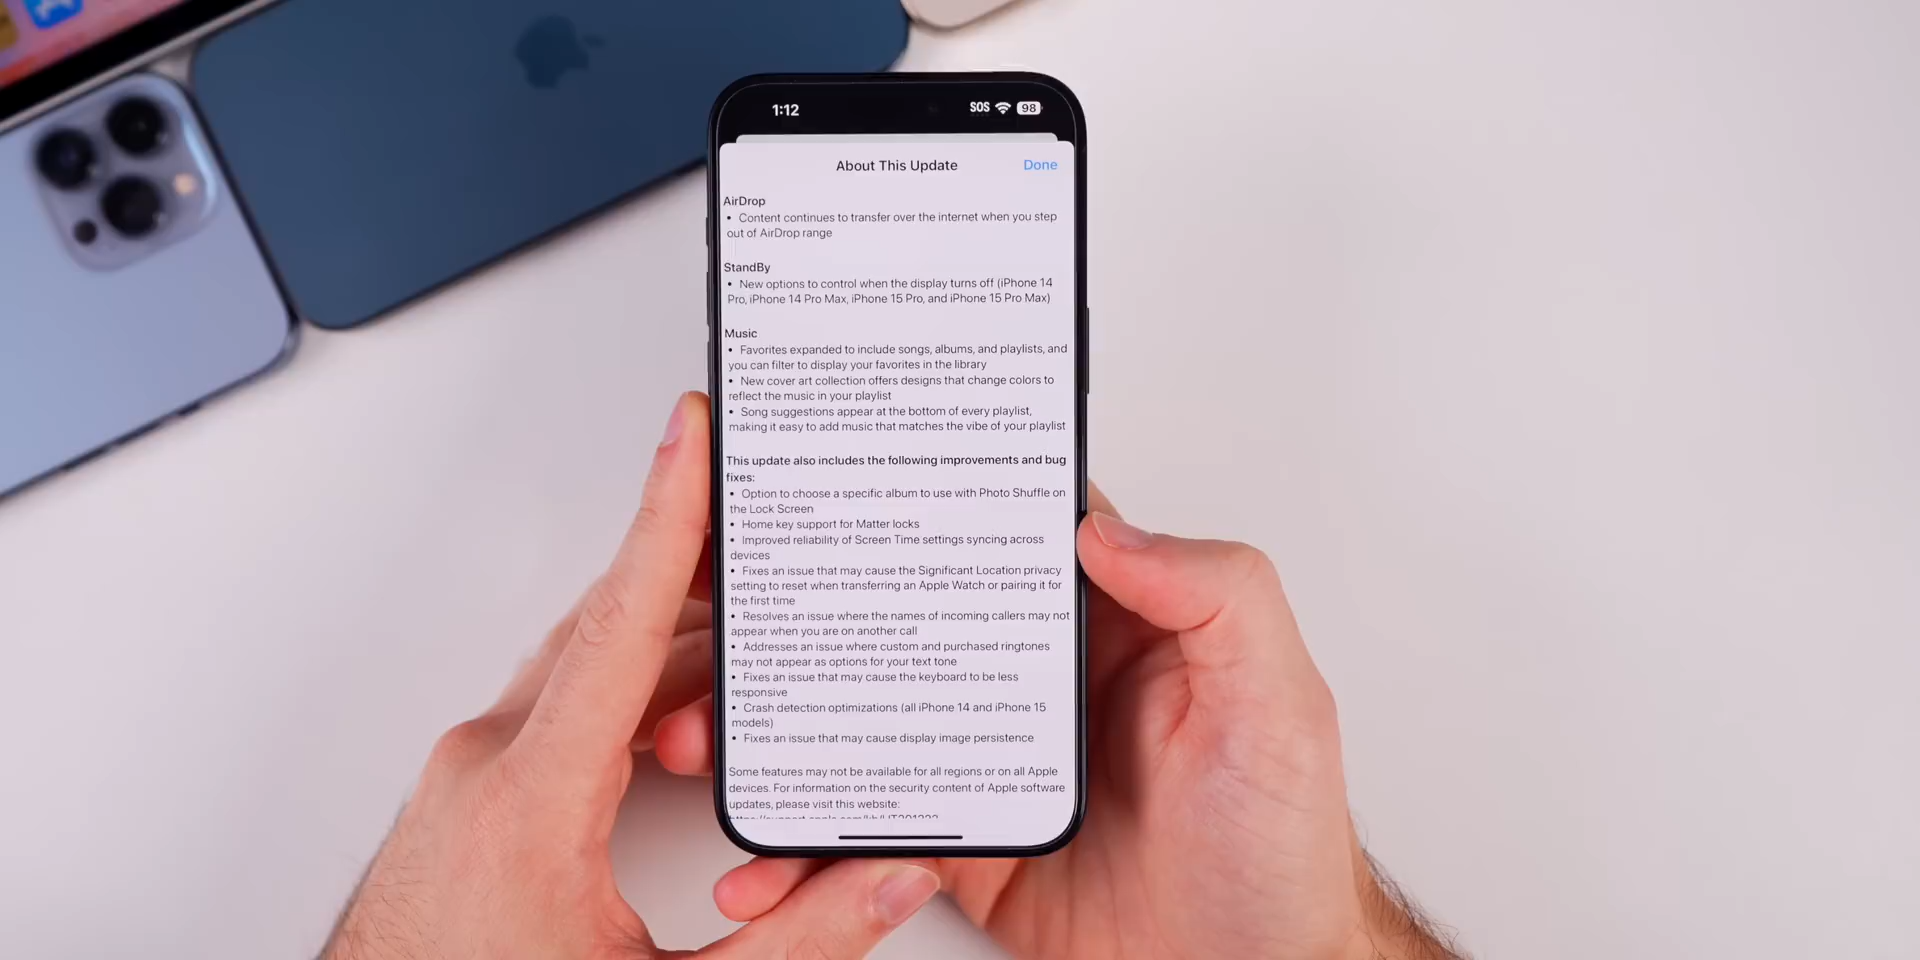 1:12
SOS
98
About This Update
Done
AirDrop
• Content continues to transfer over the internet when you step
out of AirDrop range
StandBy
• New options to control when the display turns off (iPhone 14
Pro, iPhone 14 Pro Max, iPhone 15 Pro, and iPhone 15 Pro Max)
Music
• Favorites expanded to include songs, albums, and playlists, and
you can filter to display your favorites in the library
• New cover art collection offers designs that change colors to
reflect the music in your playlist
• Song suggestions appear at the bottom of every playlist,
making it easy to add music that matches the vibe of your playlist
This update also includes the following improvements and bug
fixes:
• Option to choose a specific album to use with Photo Shuffle on
the Lock Screen
• Home key support for Matter locks
• Improved reliability of Screen Time settings syncing across
devices
• Fixes an issue that may cause the Significant Location privacy
setting to reset when transferring an Apple Watch or pairing it for
the first time
• Resolves an issue where the names of incoming callers may not
appear when you are on another call
• Addresses an issue where custom and purchased ringtones
may not appear as options for your text tone
• Fixes an issue that may cause the keyboard to be less
responsive
• Crash detection optimizations (all iPhone 14 and iPhone 15
models)
• Fixes an issue that may cause display image persistence
Some features may not be available for all regions or on all Apple
devices. For information on the security content of Apple software
updates, please visit this website: